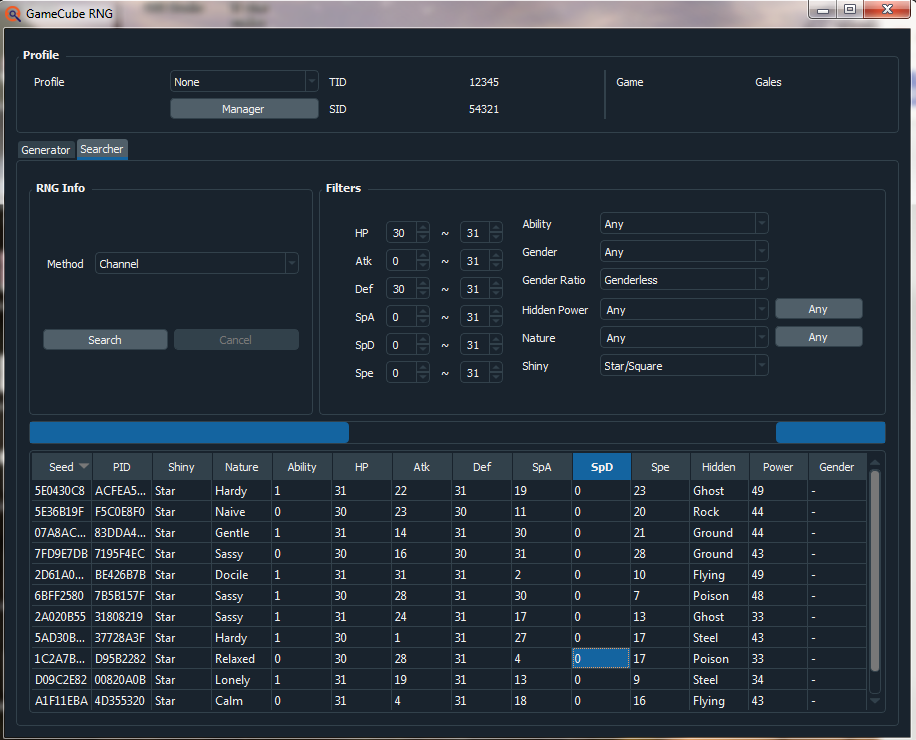 GameCube RNG
Profile
Profile None TID 12345 Game Gales
Manager SID 54321
Generator Searcher
RNG Info
Method Channel
Search Cancel
Filters
HP 30 ~ 31
Atk 0 ~ 31
Def 30 ~ 31
SpA 0 ~ 31
SpD 0 ~ 31
Spe 0 ~ 31
Ability Any
Gender Any
Gender Ratio Genderless
Hidden Power Any Any
Nature Any Any
Shiny Star/Square
Seed PID Shiny Nature Ability HP Atk Def SpA SpD Spe Hidden Power Gender
5E0430C8 ACFEA5... Star Hardy 1 31 22 31 19 0 23 Ghost 49 -
5E36B19F F5C0E8F0 Star Naive 0 30 23 30 11 0 20 Rock 44 -
07A8AC... 83DDA4... Star Gentle 1 31 14 31 30 0 21 Ground 44 -
7FD9E7DB 7195F4EC Star Sassy 0 30 16 30 31 0 28 Ground 43 -
2D61A0... BE426B7B Star Docile 1 31 31 31 2 0 10 Flying 49 -
6BFF2580 7B5B157F Star Sassy 1 30 28 31 30 0 7 Poison 48 -
2A020B55 31808219 Star Sassy 1 31 24 31 17 0 13 Ghost 33 -
5AD30B... 37728A3F Star Hardy 1 30 1 31 27 0 17 Steel 43 -
1C2A7B... D95B2282 Star Relaxed 0 30 28 31 4 0 17 Poison 33 -
D09C2E82 00820A0B Star Lonely 1 31 19 31 13 0 9 Steel 34 -
A1F11EBA 4D355320 Star Calm 0 31 4 31 18 0 16 Flying 43 -